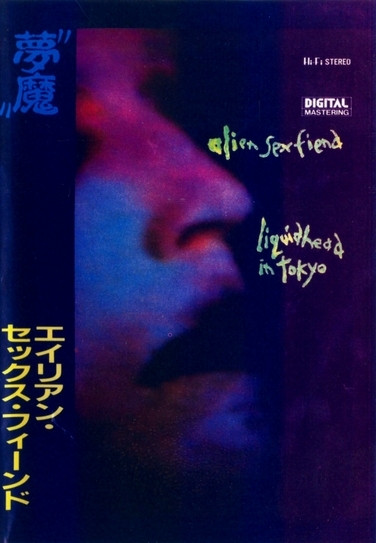 "夢魔"
Hi-Fi STEREO
DIGITAL
MASTERING
alien sex fiend
liquidhead
in tokyo
エイリアン・
セックス・フィーンド